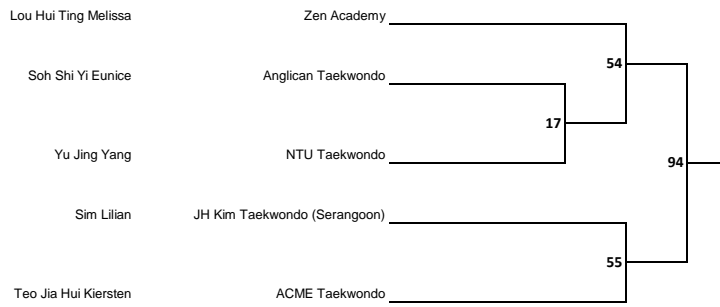 Lou Hui Ting Melissa Zen Academy
54
Soh Shi Yi Eunice Anglican Taekwondo
17
Yu Jing Yang NTU Taekwondo
94
Sim Lilian JH Kim Taekwondo (Serangoon)
55
Teo Jia Hui Kiersten ACME Taekwondo